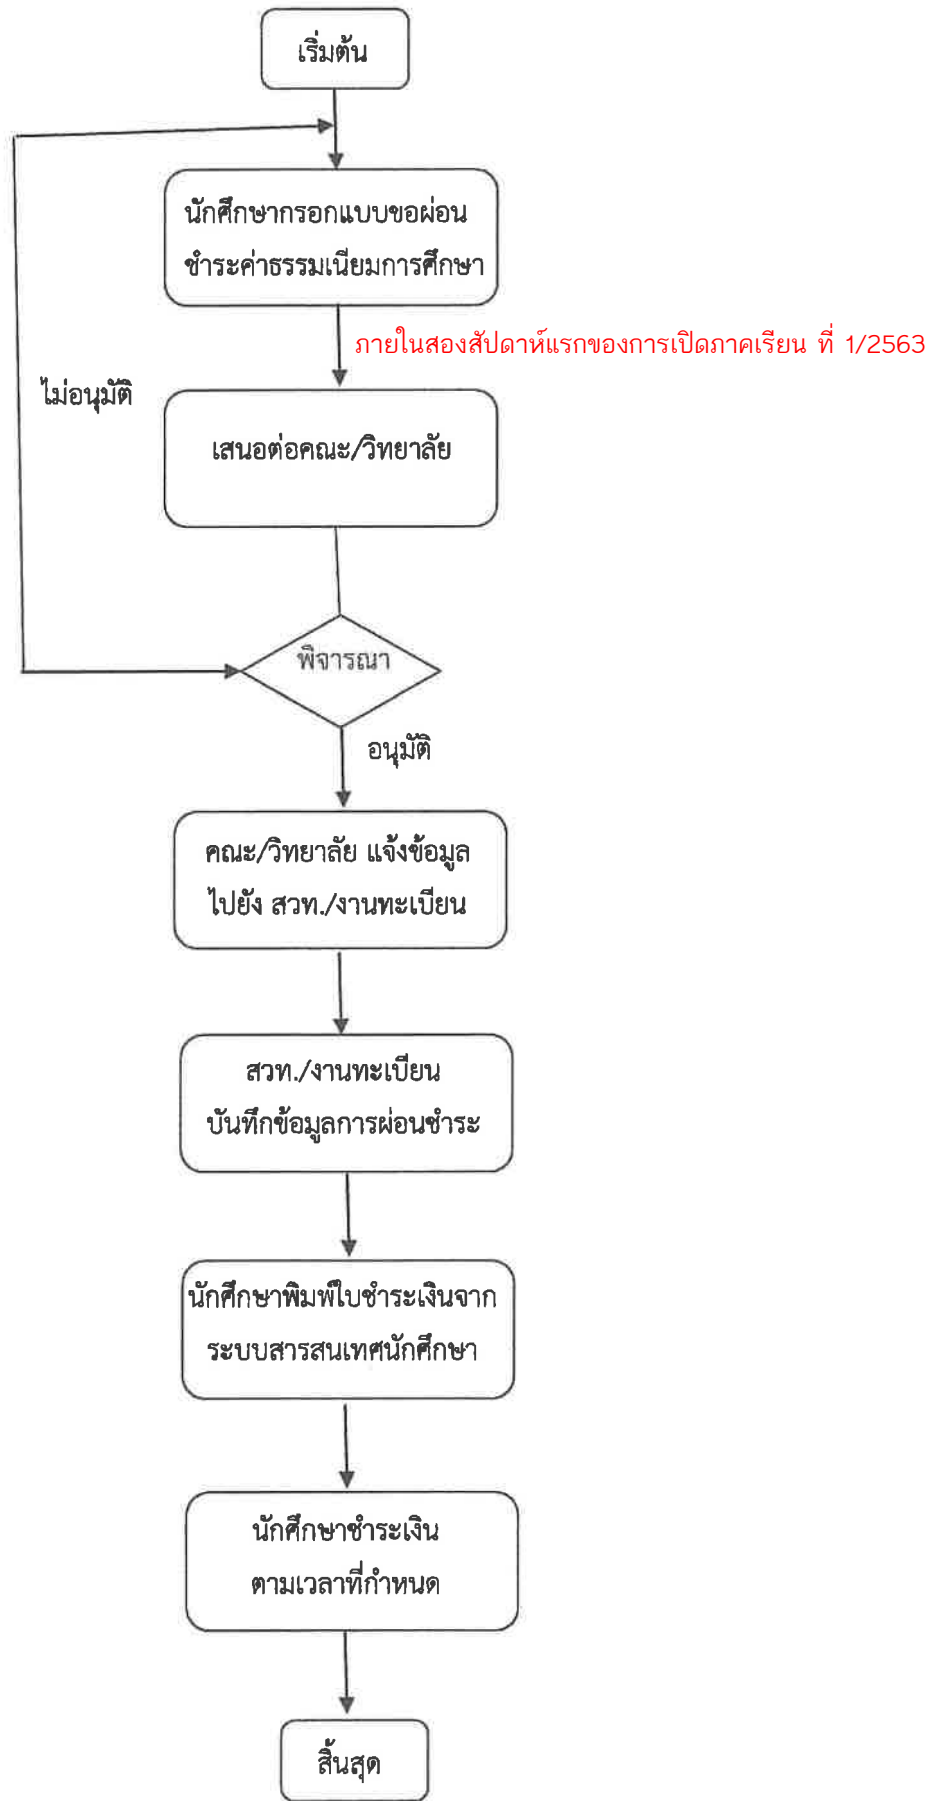 เริ่มต้น
นักศึกษากรอกแบบขอผ่อน
ชำระค่าธรรมเนียมการศึกษา
ภายในสองสัปดาห์แรกของการเปิดภาคเรียน ที่ 1/2563
ไม่อนุมัติ
เสนอต่อคณะ/วิทยาลัย
พิจารณา
อนุมัติ
คณะ/วิทยาลัย แจ้งข้อมูล
ไปยัง สวท./งานทะเบียน
สวท./งานทะเบียน
บันทึกข้อมูลการผ่อนชำระ
นักศึกษาพิมพ์ใบชำระเงินจาก
ระบบสารสนเทศนักศึกษา
นักศึกษาชำระเงิน
ตามเวลาที่กำหนด
สิ้นสุด